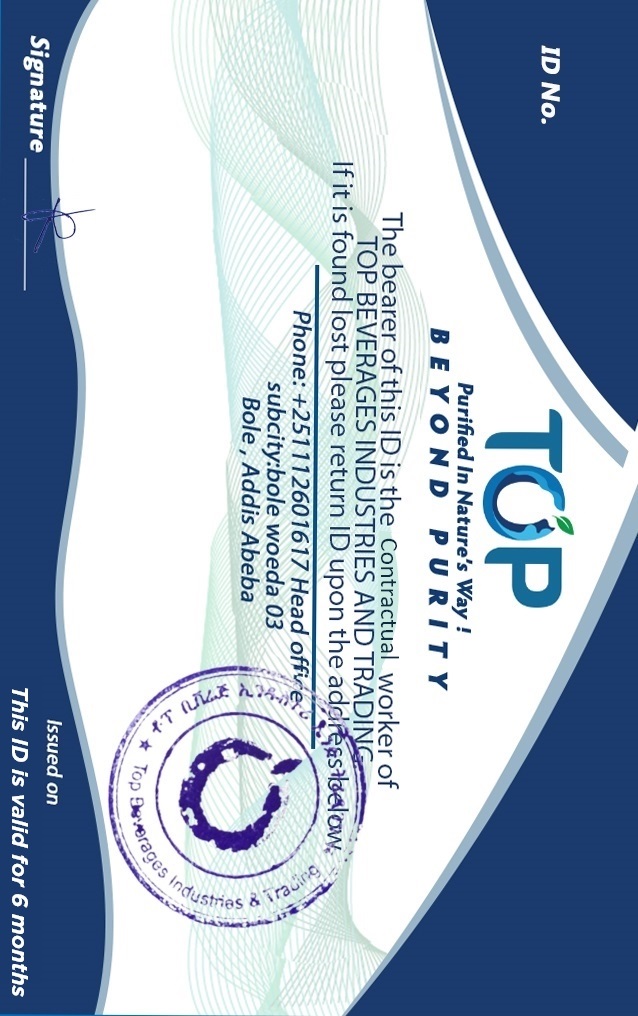 ID No.
TOP
Purified In Nature's Way !
BEYOND PURITY
The bearer of this ID is the Contractual worker of
TOP BEVERAGES INDUSTRIES AND TRADING
If it is found lost please return ID upon the address below
Phone: +251112601617 Head office
subcity:bole woeda 03
Bole , Addis Abeba
ቶፕ ቤቨሬጅ ኢንዱስትሪ
Top Beverages Industries & Trading
Signature
Issued on
This ID is valid for 6 months